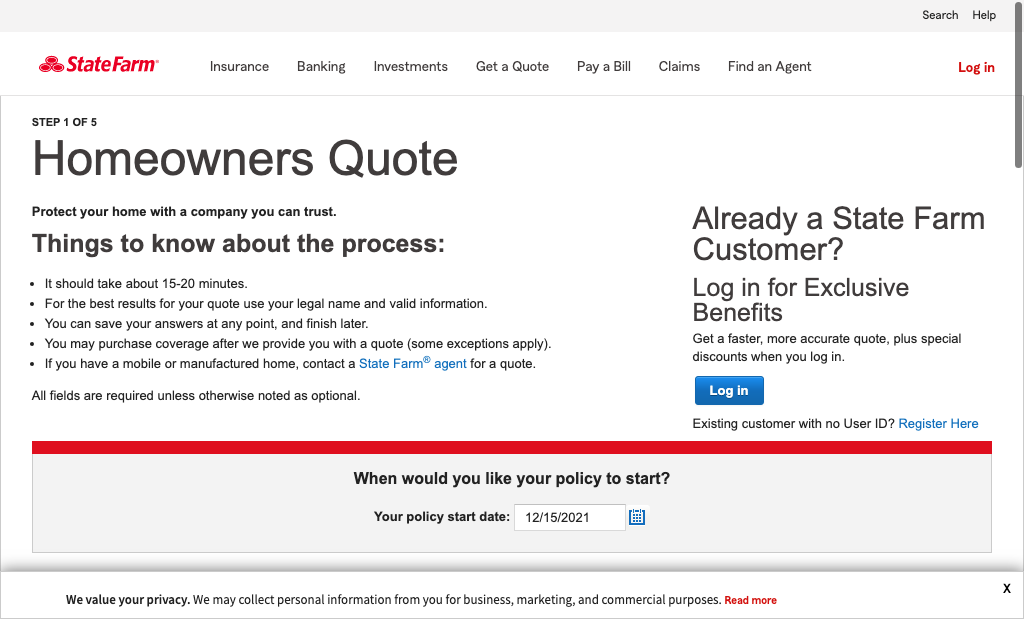 Search Help
State Farm®
Insurance Banking Investments Get a Quote Pay a Bill Claims Find an Agent Log in
STEP 1 OF 5
Homeowners Quote
Protect your home with a company you can trust.
Things to know about the process:
• It should take about 15-20 minutes.
• For the best results for your quote use your legal name and valid information.
• You can save your answers at any point, and finish later.
• You may purchase coverage after we provide you with a quote (some exceptions apply).
• If you have a mobile or manufactured home, contact a State Farm® agent for a quote.
All fields are required unless otherwise noted as optional.
Already a State Farm
Customer?
Log in for Exclusive
Benefits
Get a faster, more accurate quote, plus special
discounts when you log in.
Log in
Existing customer with no User ID? Register Here
When would you like your policy to start?
Your policy start date: 12/15/2021
X
We value your privacy. We may collect personal information from you for business, marketing, and commercial purposes. Read more